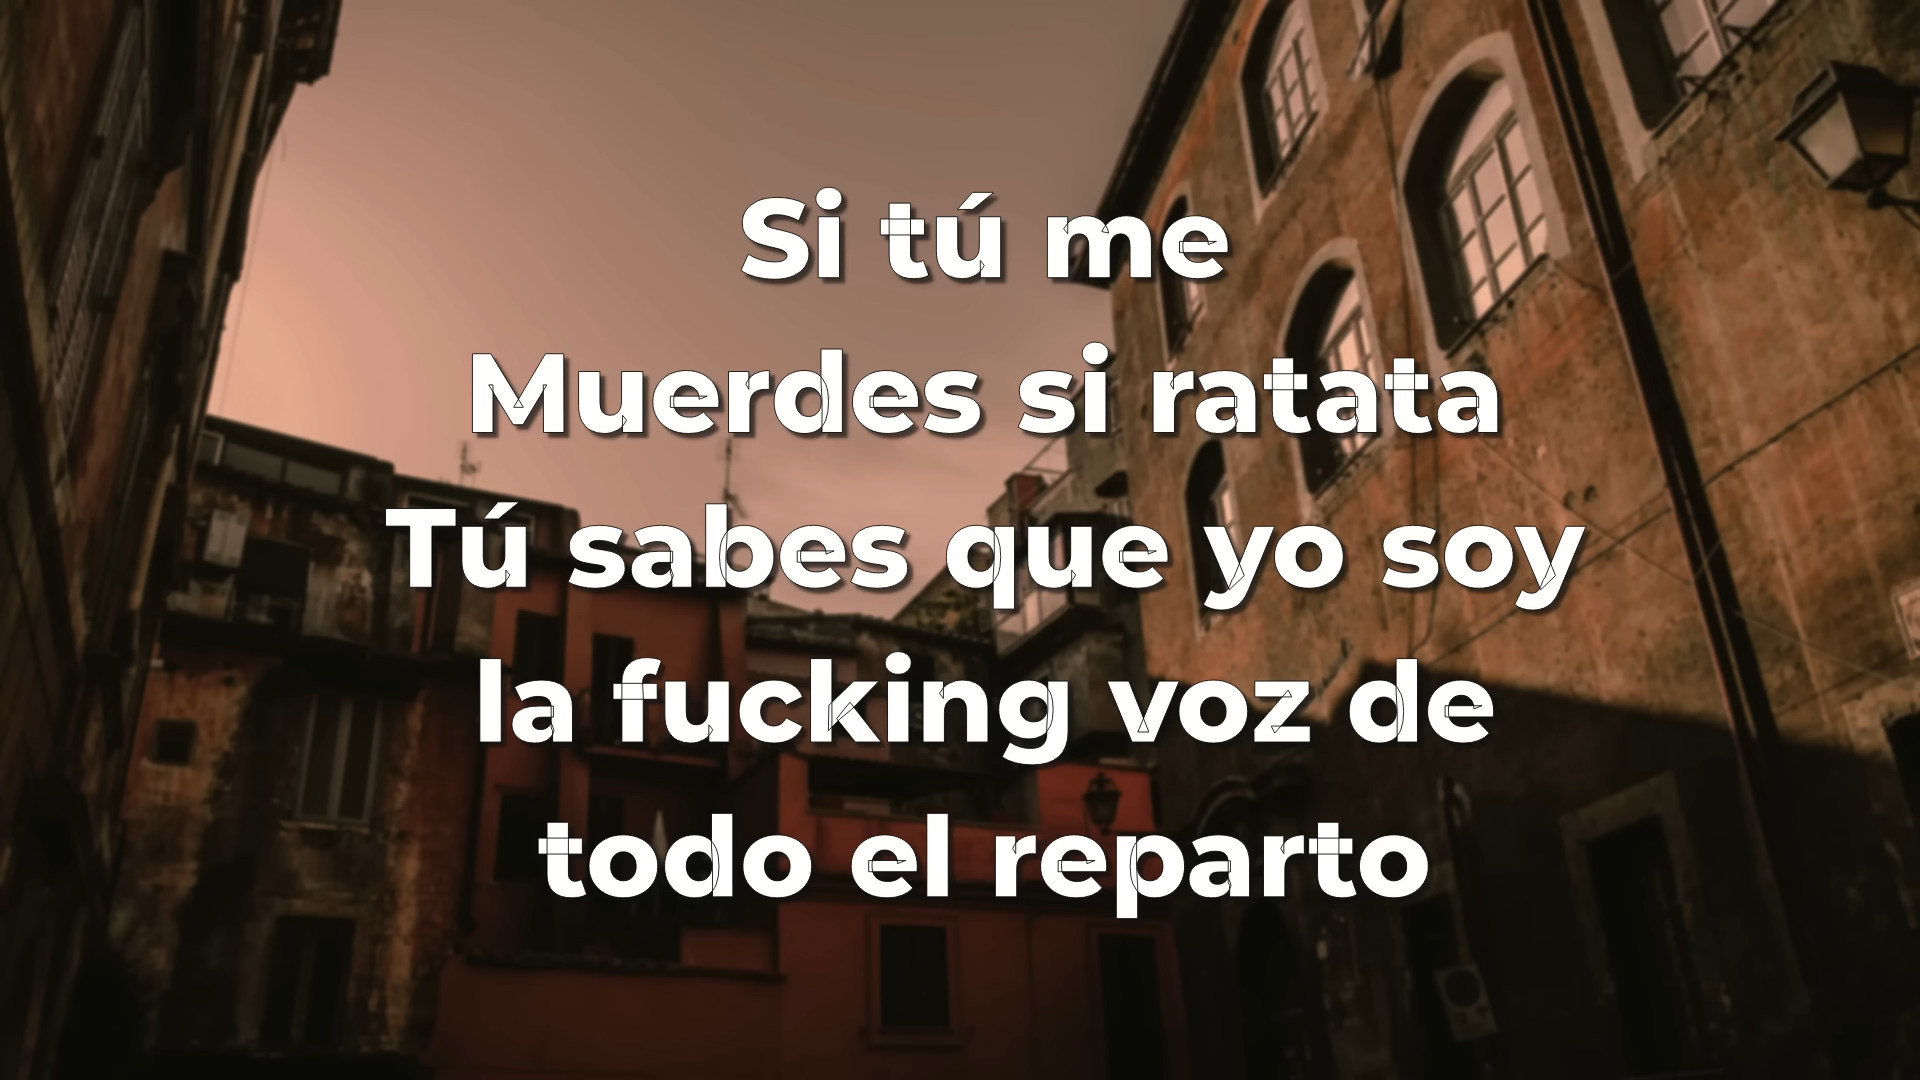 Si tú me
Muerdes si ratata
Tú sabes que yo soy
la fucking voz de
todo el reparto